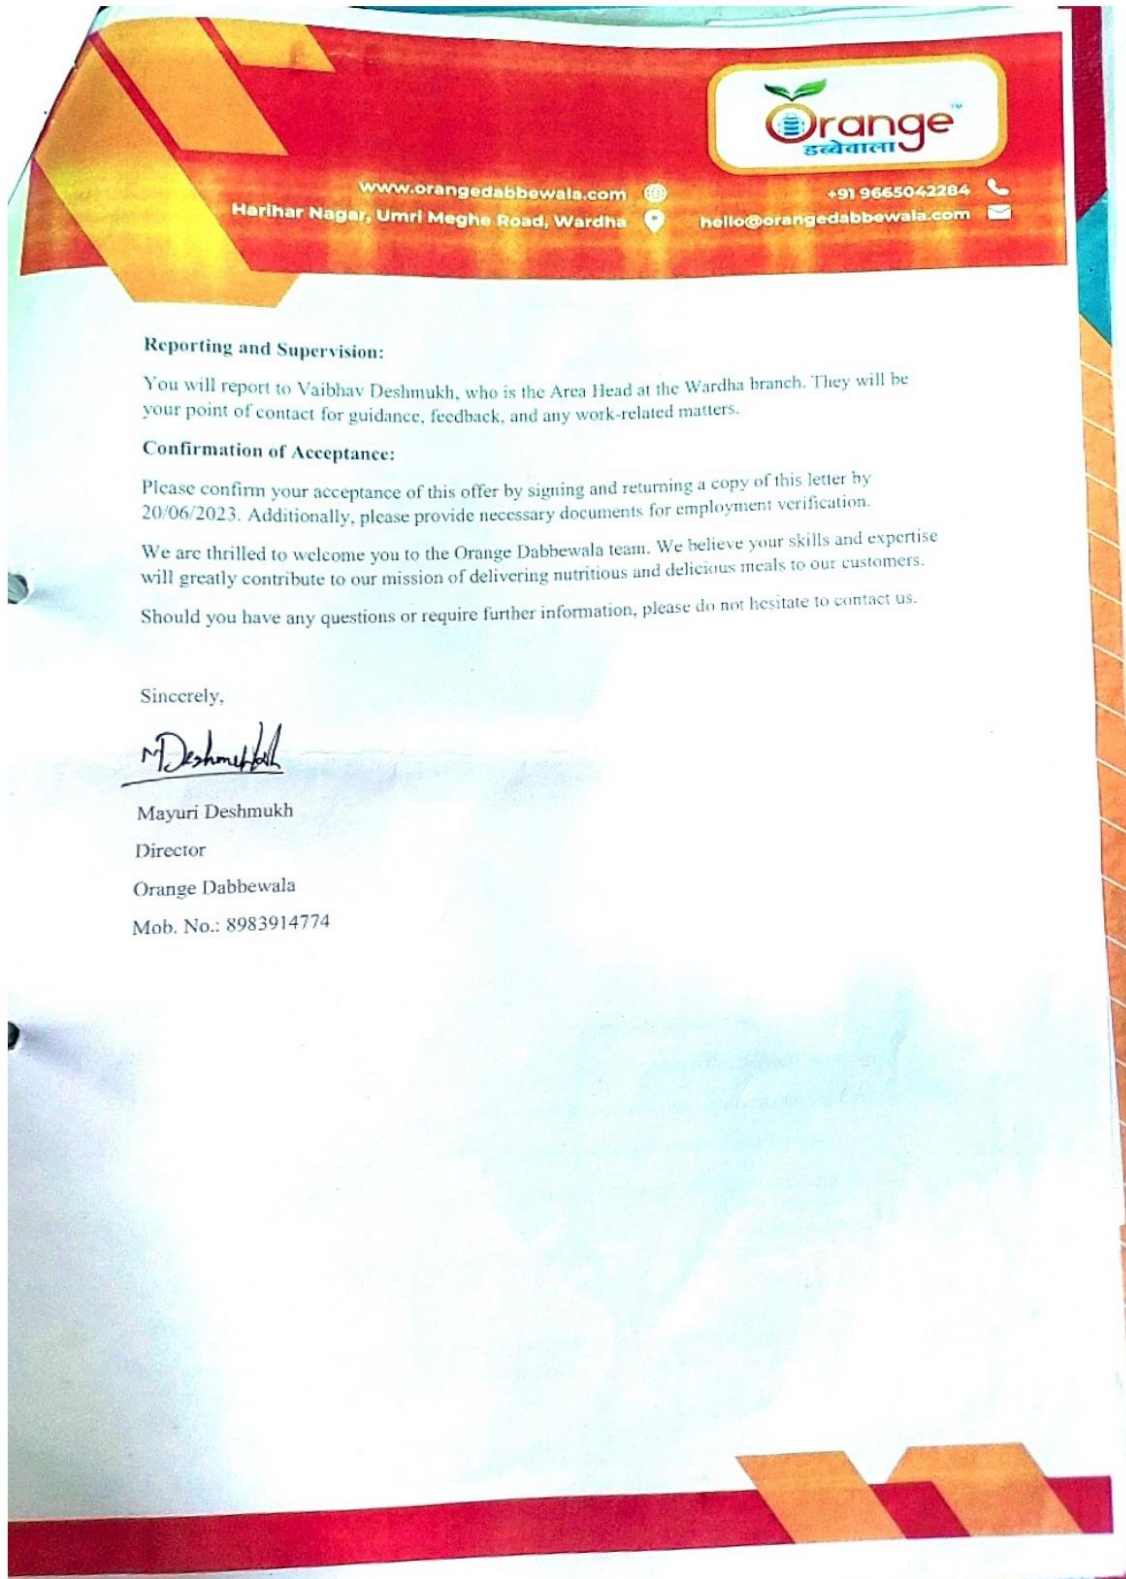 Orange™
डब्बेवाला
www.orangedabbewala.com
+91 9665042284
Harihar Nagar, Umri Meghe Road, Wardha
hello@orangedabbewala.com
Reporting and Supervision:
You will report to Vaibhav Deshmukh, who is the Area Head at the Wardha branch. They will be
your point of contact for guidance, feedback, and any work-related matters.
Confirmation of Acceptance:
Please confirm your acceptance of this offer by signing and returning a copy of this letter by
20/06/2023. Additionally, please provide necessary documents for employment verification.
We are thrilled to welcome you to the Orange Dabbewala team. We believe your skills and expertise
will greatly contribute to our mission of delivering nutritious and delicious meals to our customers.
Should you have any questions or require further information, please do not hesitate to contact us.
Sincerely,
MDeshmukh
Mayuri Deshmukh
Director
Orange Dabbewala
Mob. No.: 8983914774